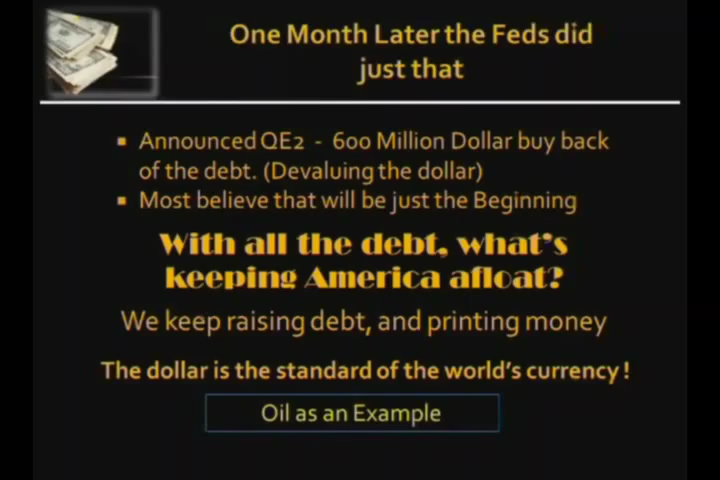 One Month Later the Feds did
just that
▪ Announced QE2 - 600 Million Dollar buy back
of the debt. (Devaluing the dollar)
▪ Most believe that will be just the Beginning
With all the debt, what's
keeping America afloat?
We keep raising debt, and printing money
The dollar is the standard of the world's currency!
Oil as an Example